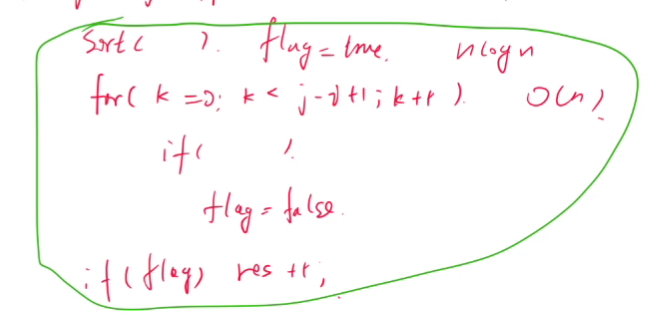 sort(     ). flag = true. nlogn
for( k = 0; k < j-i+1; k++ ). O(n)
if(     ).
flag = false.
if(flag) res ++;